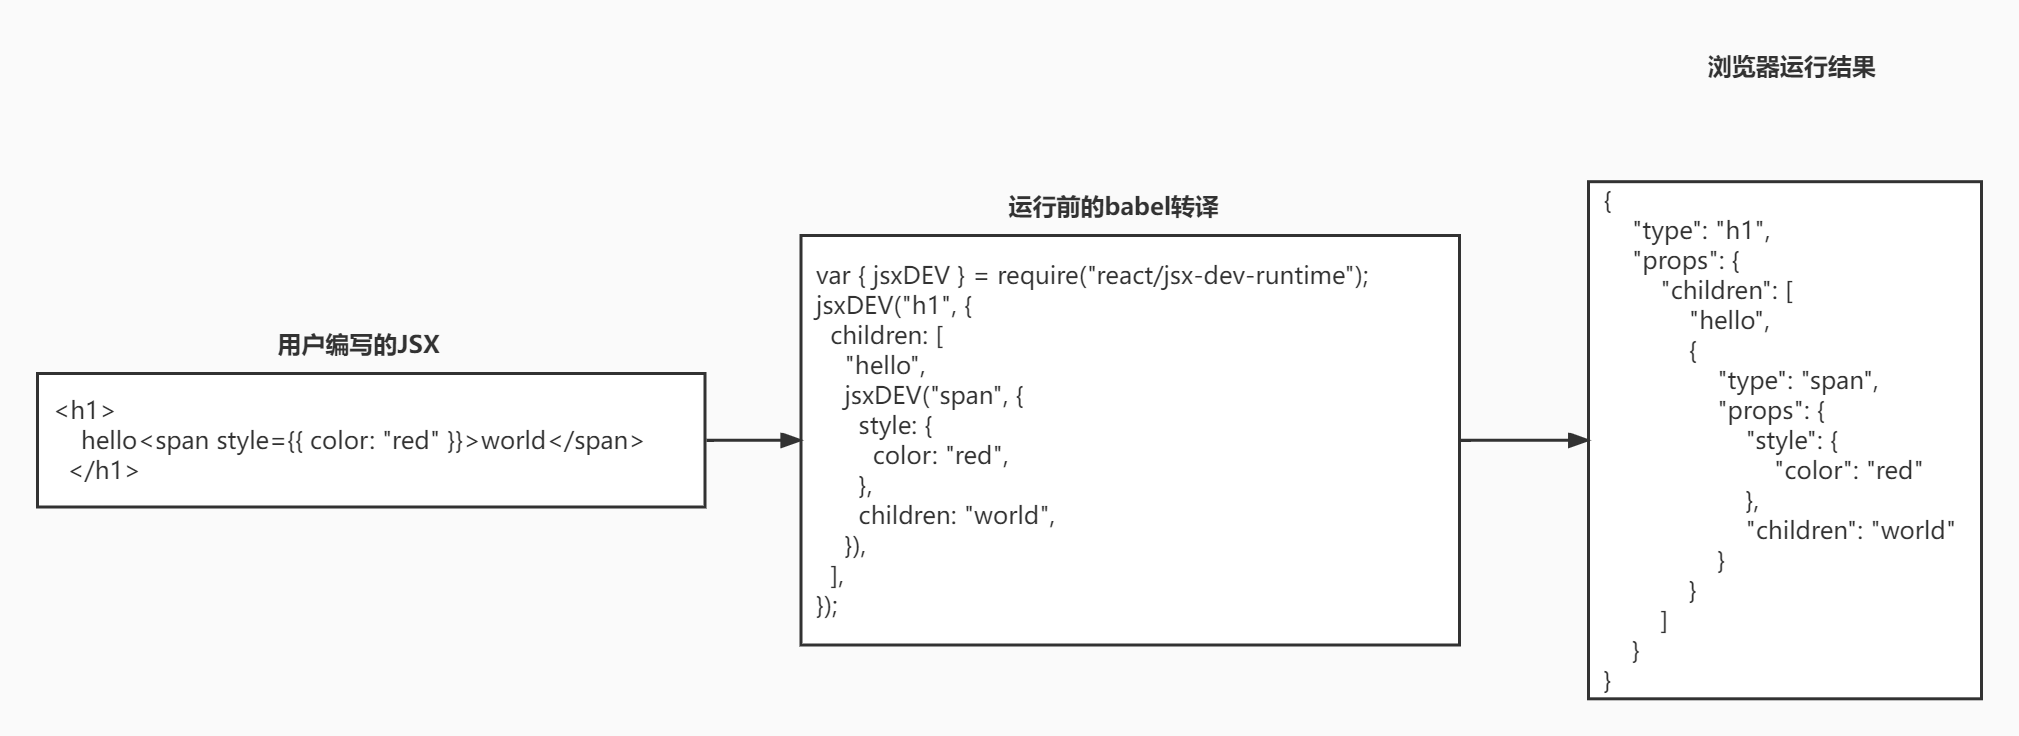 用户编写的JSX
<h1>
hello<span style={{ color: "red" }}>world</span>
</h1>
运行前的babel转译
var { jsxDEV } = require("react/jsx-dev-runtime");
jsxDEV("h1", {
children: [
"hello",
jsxDEV("span", {
style: {
color: "red",
},
children: "world",
}),
],
});
浏览器运行结果
{
"type": "h1",
"props": {
"children": [
"hello",
{
"type": "span",
"props": {
"style": {
"color": "red"
},
"children": "world"
}
}
]
}
}